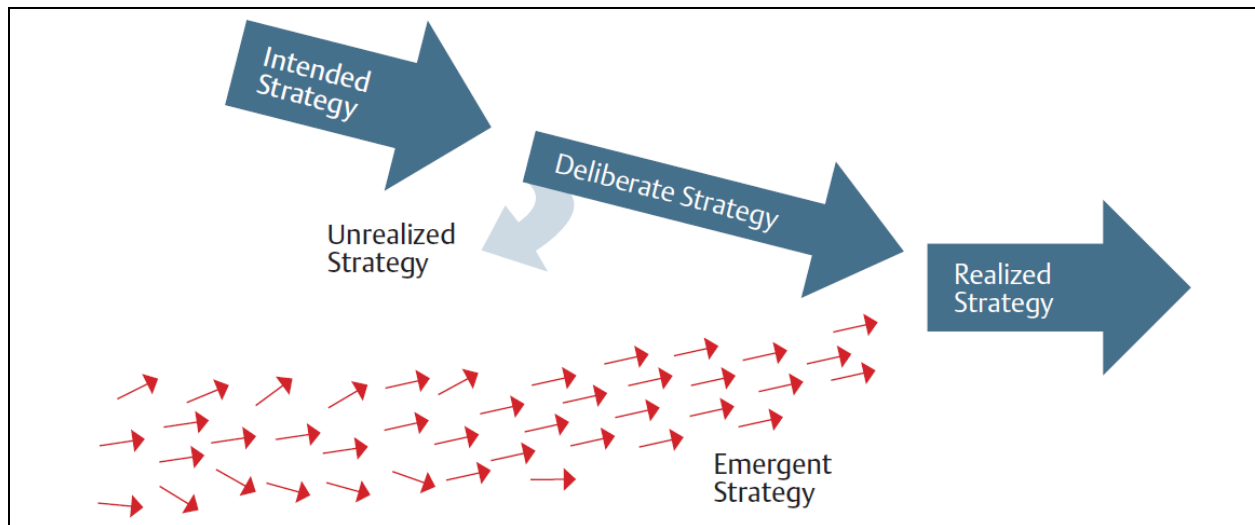 Intended
Strategy
Deliberate Strategy
Unrealized
Strategy
Realized
Strategy
Emergent
Strategy